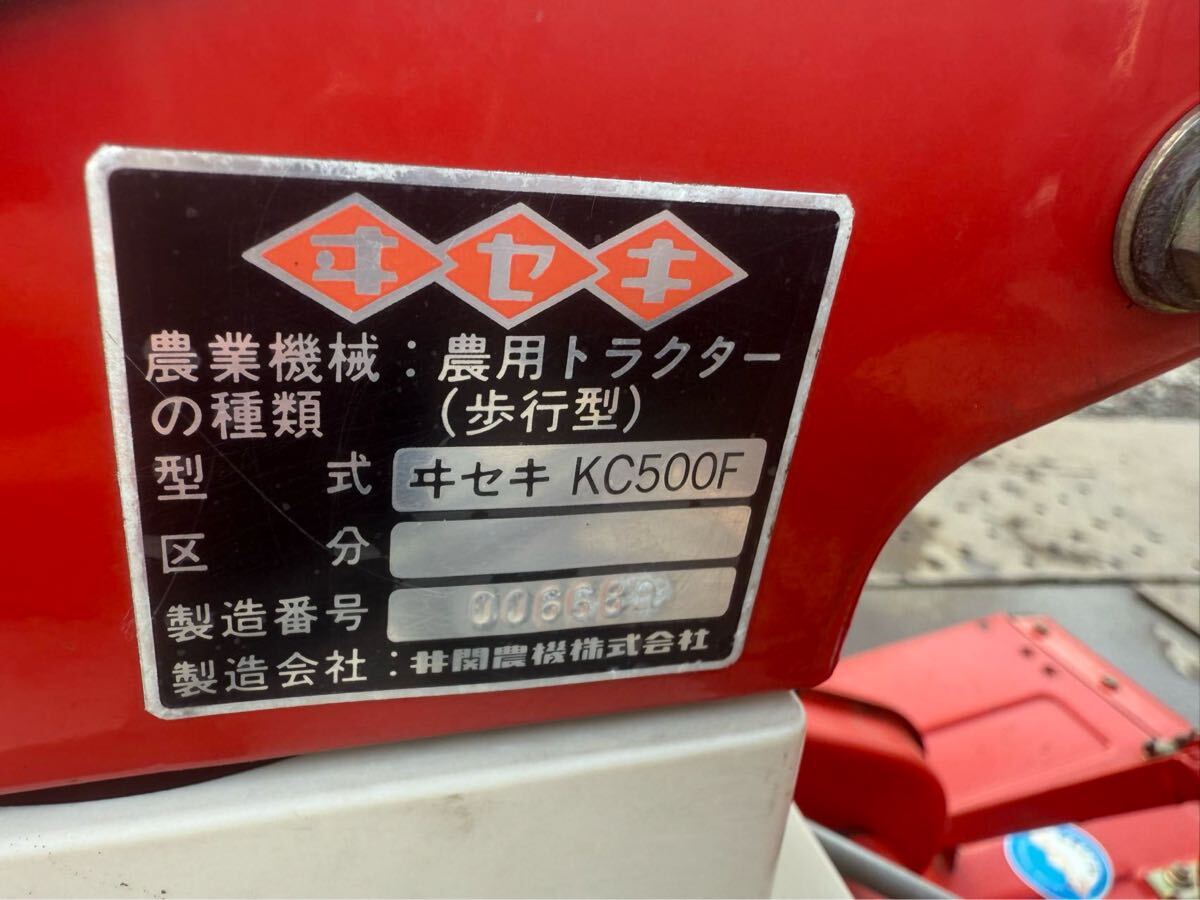 ヰセキ
農業機械の種類:農用トラクター
(歩行型)
型式 ヰセキ KC500F
区分
製造番号
製造会社:井関農機株式会社